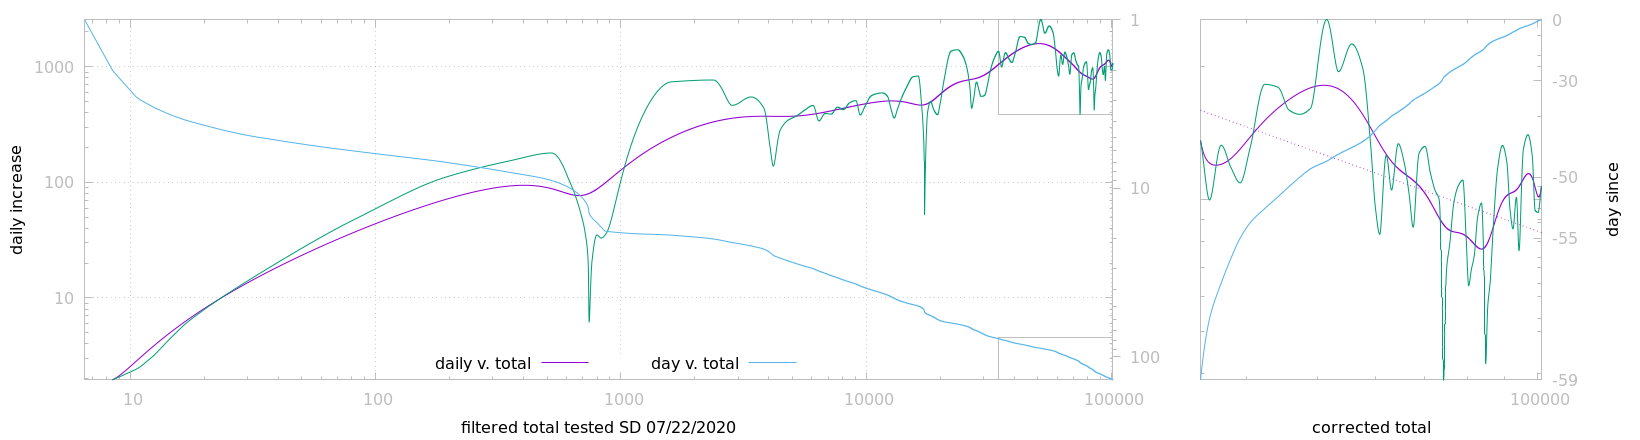 daily increase
1000
100
10
daily v. total
day v. total
10
100
1000
10000
100000
filtered total tested SD 07/22/2020
1
10
100
0
-30
-50
-55
-59
day since
100000
corrected total